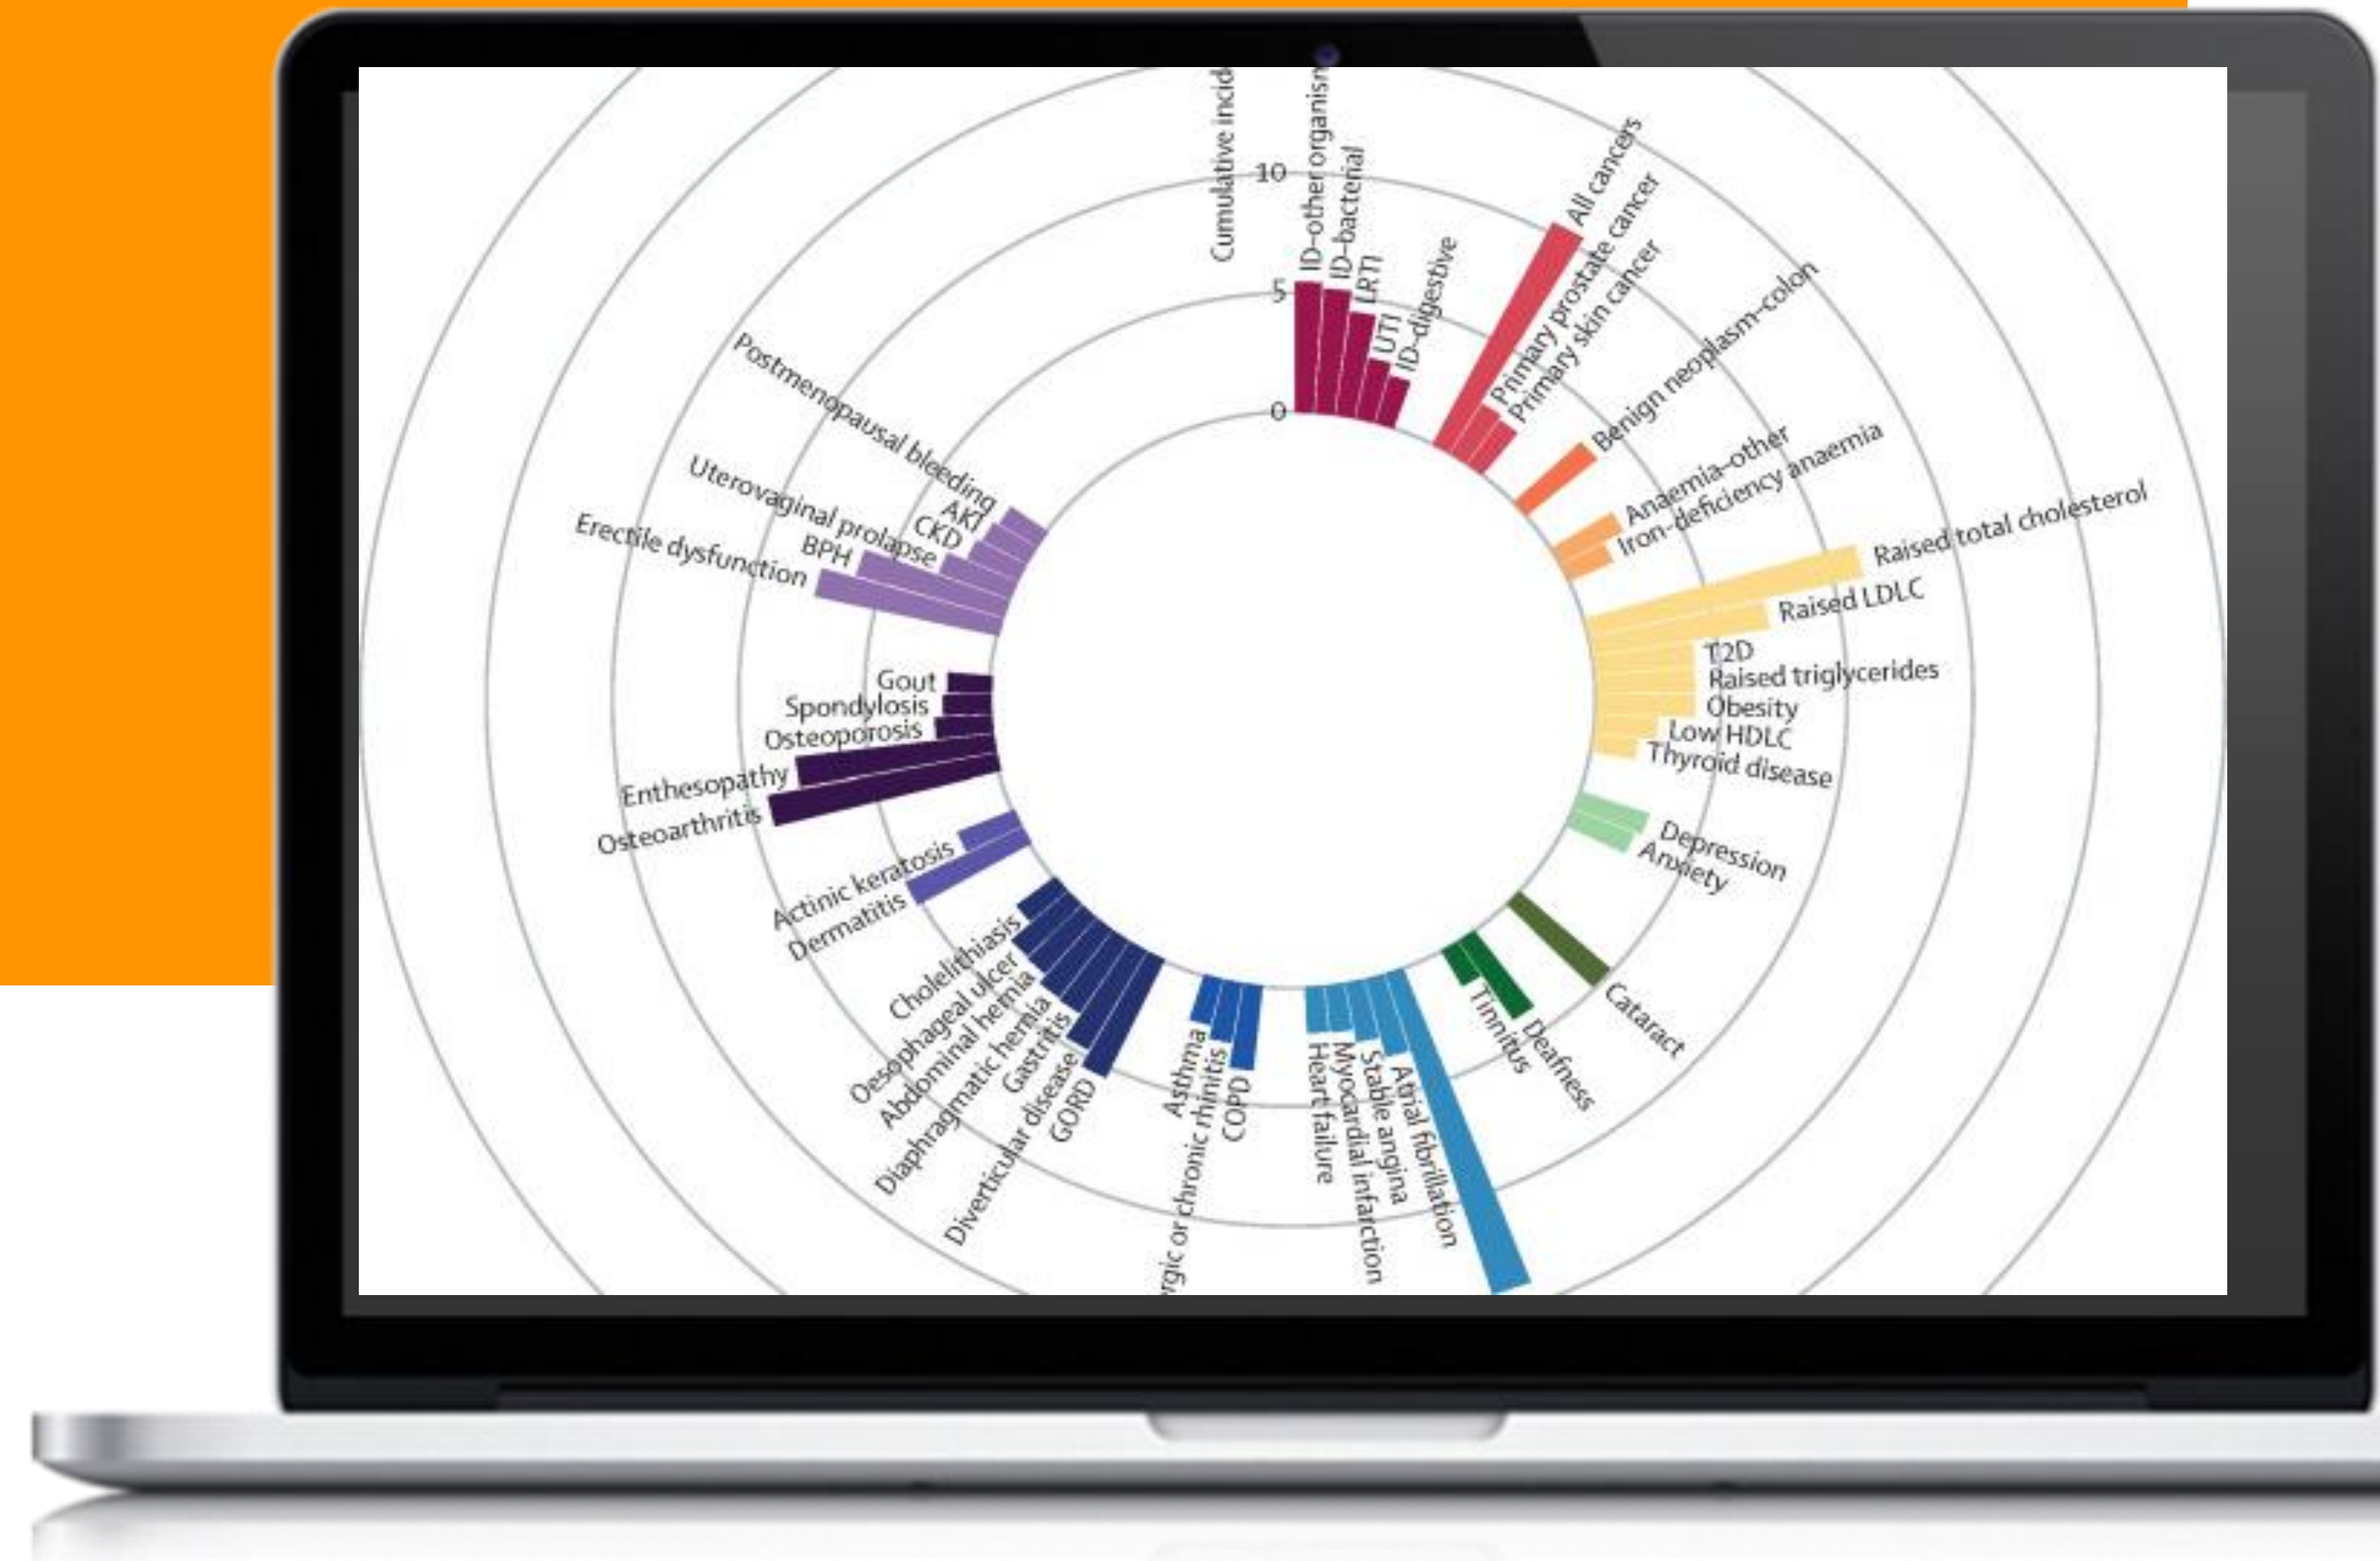 Cumulative incid
10
5
0
ID-other organism
ID-bacterial
LRTI
UTI
ID-digestive
All cancers
Primary prostate cancer
Primary skin cancer
Benign neoplasm-colon
Anaemia-other
Iron-deficiency anaemia
Raised total cholesterol
Raised LDLC
T2D
Raised triglycerides
Obesity
Low HDLC
Thyroid disease
Depression
Anxiety
Cataract
Deafness
Tinnitus
Atrial fibrillation
Stable angina
Myocardial infarction
Heart failure
COPD
ergic or chronic rhinitis
Asthma
GORD
Diverticular disease
Gastritis
Diaphragmatic hernia
Abdominal hernia
Oesophageal ulcer
Cholelithiasis
Dermatitis
Actinic keratosis
Osteoarthritis
Enthesopathy
Osteoporosis
Spondylosis
Gout
Erectile dysfunction
BPH
Uterovaginal prolapse
CKD
AKI
Postmenopausal bleeding